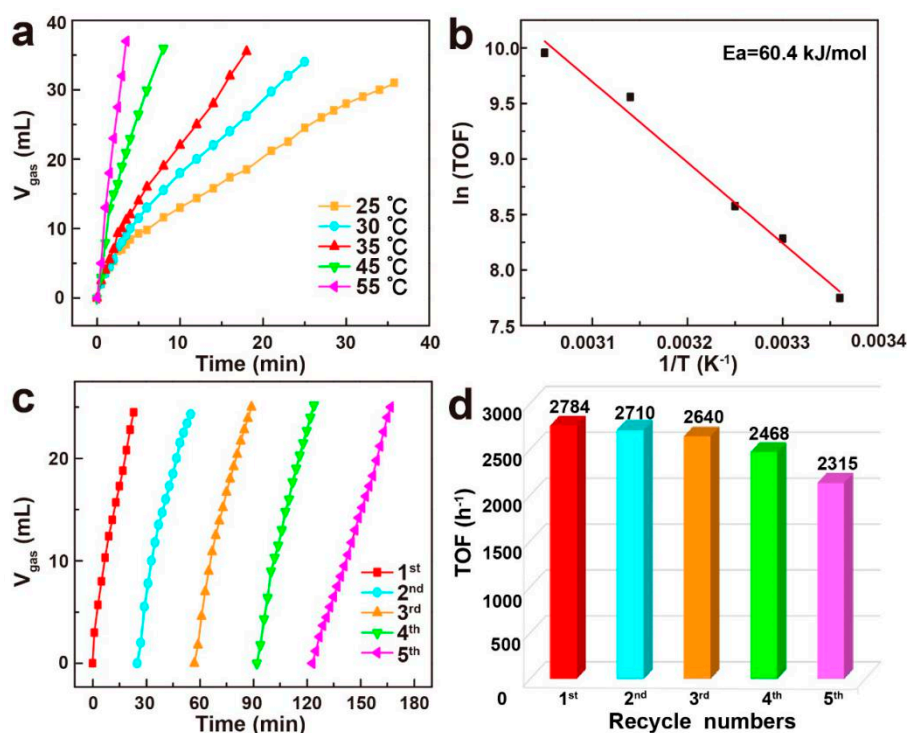 a
V_gas (mL)
40
30
20
10
0
25 °C
30 °C
35 °C
45 °C
55 °C
0 10 20 30 40
Time (min)
b
Ea=60.4 kJ/mol
ln (TOF)
10.0
9.5
9.0
8.5
8.0
7.5
0.0031 0.0032 0.0033 0.0034
1/T (K⁻¹)
c
V_gas (mL)
20
10
0
1st
2nd
3rd
4th
5th
0 30 60 90 120 150 180
Time (min)
d
TOF (h⁻¹)
3000
2500
2000
1500
1000
500
0
2784 2710 2640 2468 2315
1st 2nd 3rd 4th 5th
Recycle numbers